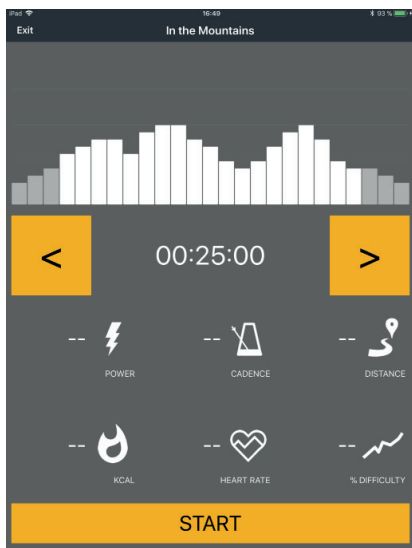 iPad 16:49 93 %
Exit In the Mountains
< 00:25:00 >
-- -- --
POWER CADENCE DISTANCE
-- -- --
KCAL HEART RATE % DIFFICULTY
START